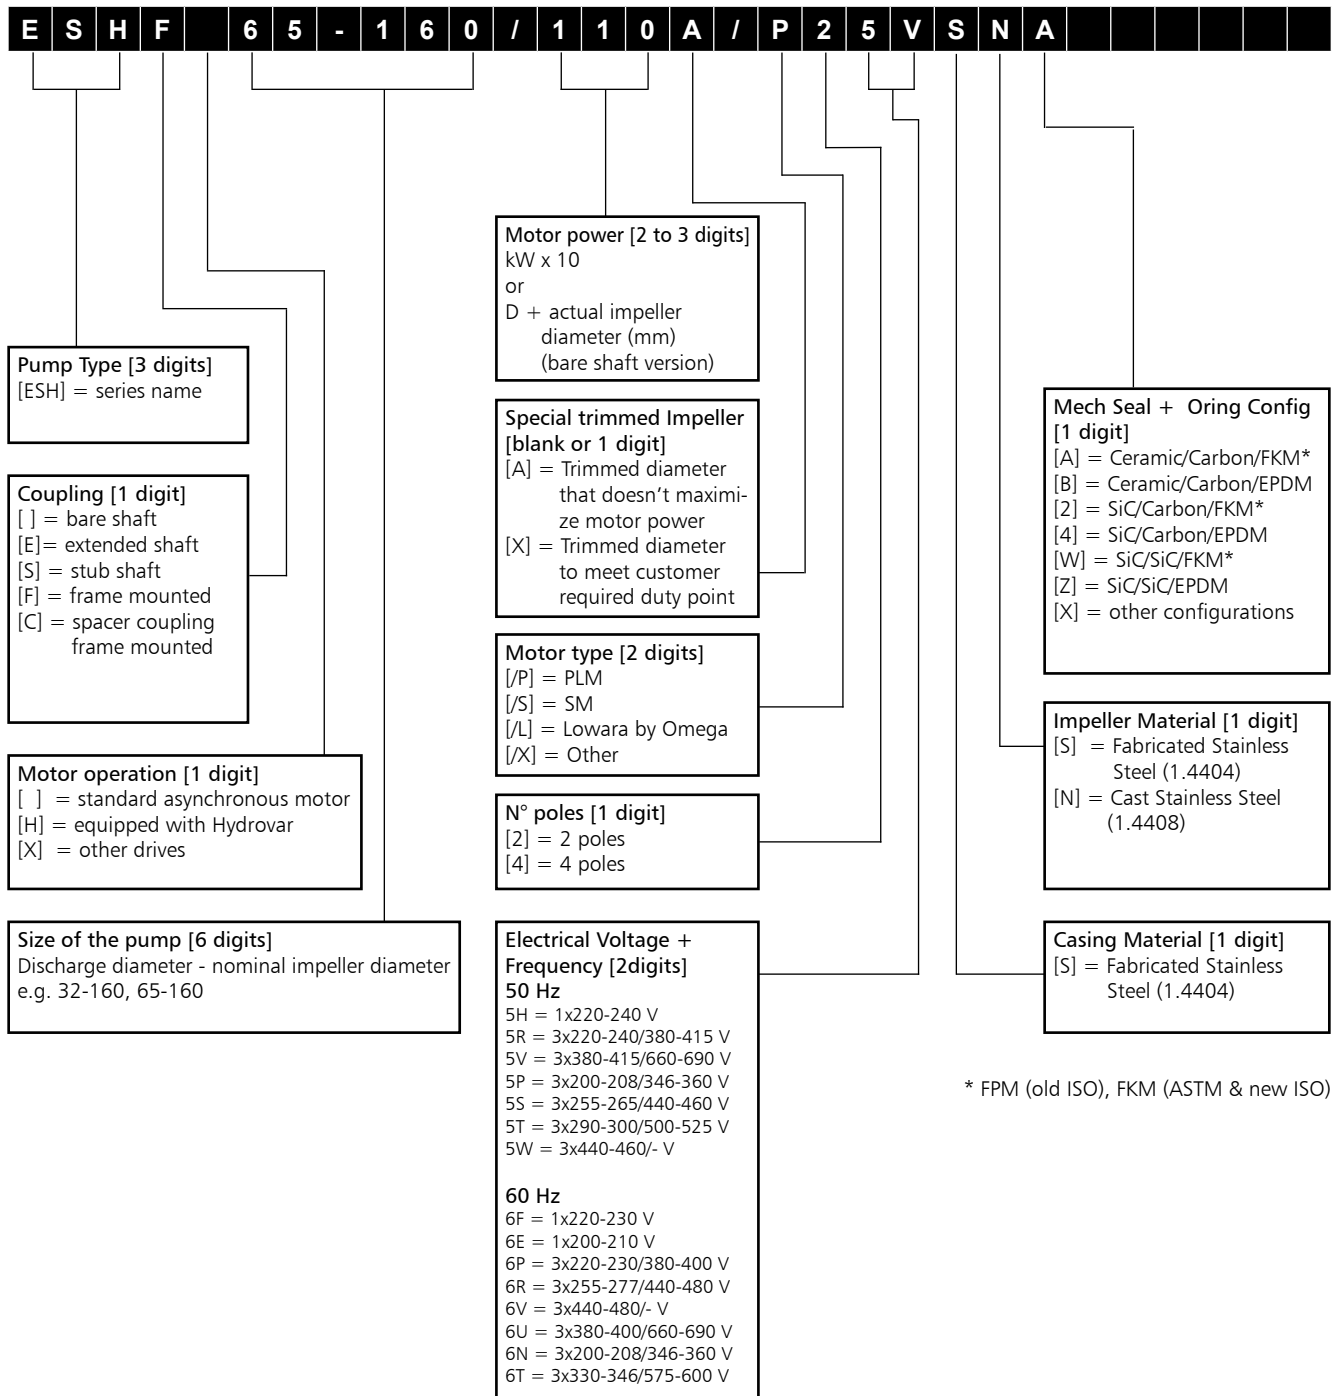 E S H F 6 5 - 1 6 0 / 1 1 0 A / P 2 5 V S N A
Motor power [2 to 3 digits]
kW x 10
or
D + actual impeller
diameter (mm)
(bare shaft version)
Pump Type [3 digits]
[ESH] = series name
Coupling [1 digit]
[ ] = bare shaft
[E]= extended shaft
[S] = stub shaft
[F] = frame mounted
[C] = spacer coupling
frame mounted
Motor operation [1 digit]
[ ] = standard asynchronous motor
[H] = equipped with Hydrovar
[X] = other drives
Size of the pump [6 digits]
Discharge diameter - nominal impeller diameter
e.g. 32-160, 65-160
Special trimmed Impeller
[blank or 1 digit]
[A] = Trimmed diameter
that doesn't maximi-
ze motor power
[X] = Trimmed diameter
to meet customer
required duty point
Motor type [2 digits]
[/P] = PLM
[/S] = SM
[/L] = Lowara by Omega
[/X] = Other
N° poles [1 digit]
[2] = 2 poles
[4] = 4 poles
Electrical Voltage +
Frequency [2digits]
50 Hz
5H = 1x220-240 V
5R = 3x220-240/380-415 V
5V = 3x380-415/660-690 V
5P = 3x200-208/346-360 V
5S = 3x255-265/440-460 V
5T = 3x290-300/500-525 V
5W = 3x440-460/- V
60 Hz
6F = 1x220-230 V
6E = 1x200-210 V
6P = 3x220-230/380-400 V
6R = 3x255-277/440-480 V
6V = 3x440-480/- V
6U = 3x380-400/660-690 V
6N = 3x200-208/346-360 V
6T = 3x330-346/575-600 V
Mech Seal + Oring Config
[1 digit]
[A] = Ceramic/Carbon/FKM*
[B] = Ceramic/Carbon/EPDM
[2] = SiC/Carbon/FKM*
[4] = SiC/Carbon/EPDM
[W] = SiC/SiC/FKM*
[Z] = SiC/SiC/EPDM
[X] = other configurations
Impeller Material [1 digit]
[S] = Fabricated Stainless
Steel (1.4404)
[N] = Cast Stainless Steel
(1.4408)
Casing Material [1 digit]
[S] = Fabricated Stainless
Steel (1.4404)
* FPM (old ISO), FKM (ASTM & new ISO)